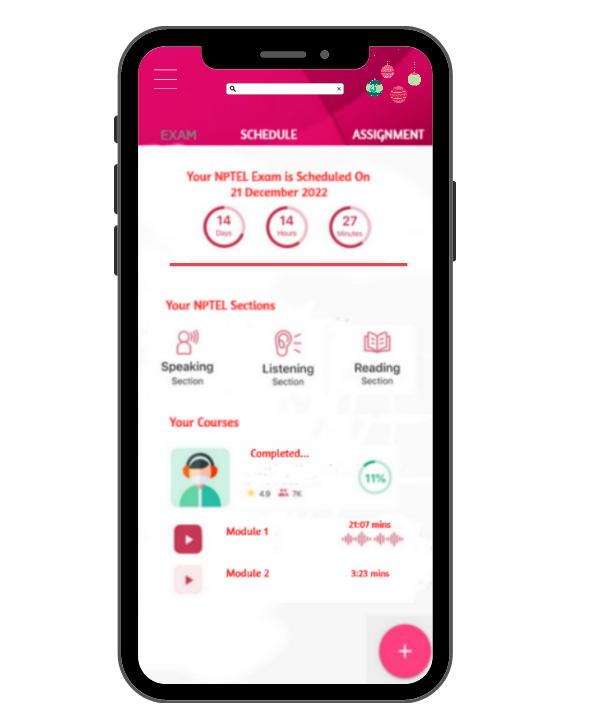 EXAM SCHEDULE ASSIGNMENT
Your NPTEL Exam is Scheduled On
21 December 2022
14 14 27
Days Hours Minutes
Your NPTEL Sections
Speaking Listening Reading
Section Section Section
Your Courses
Completed...
11%
4.9 7K
Module 1 21:07 mins
Module 2 3:23 mins